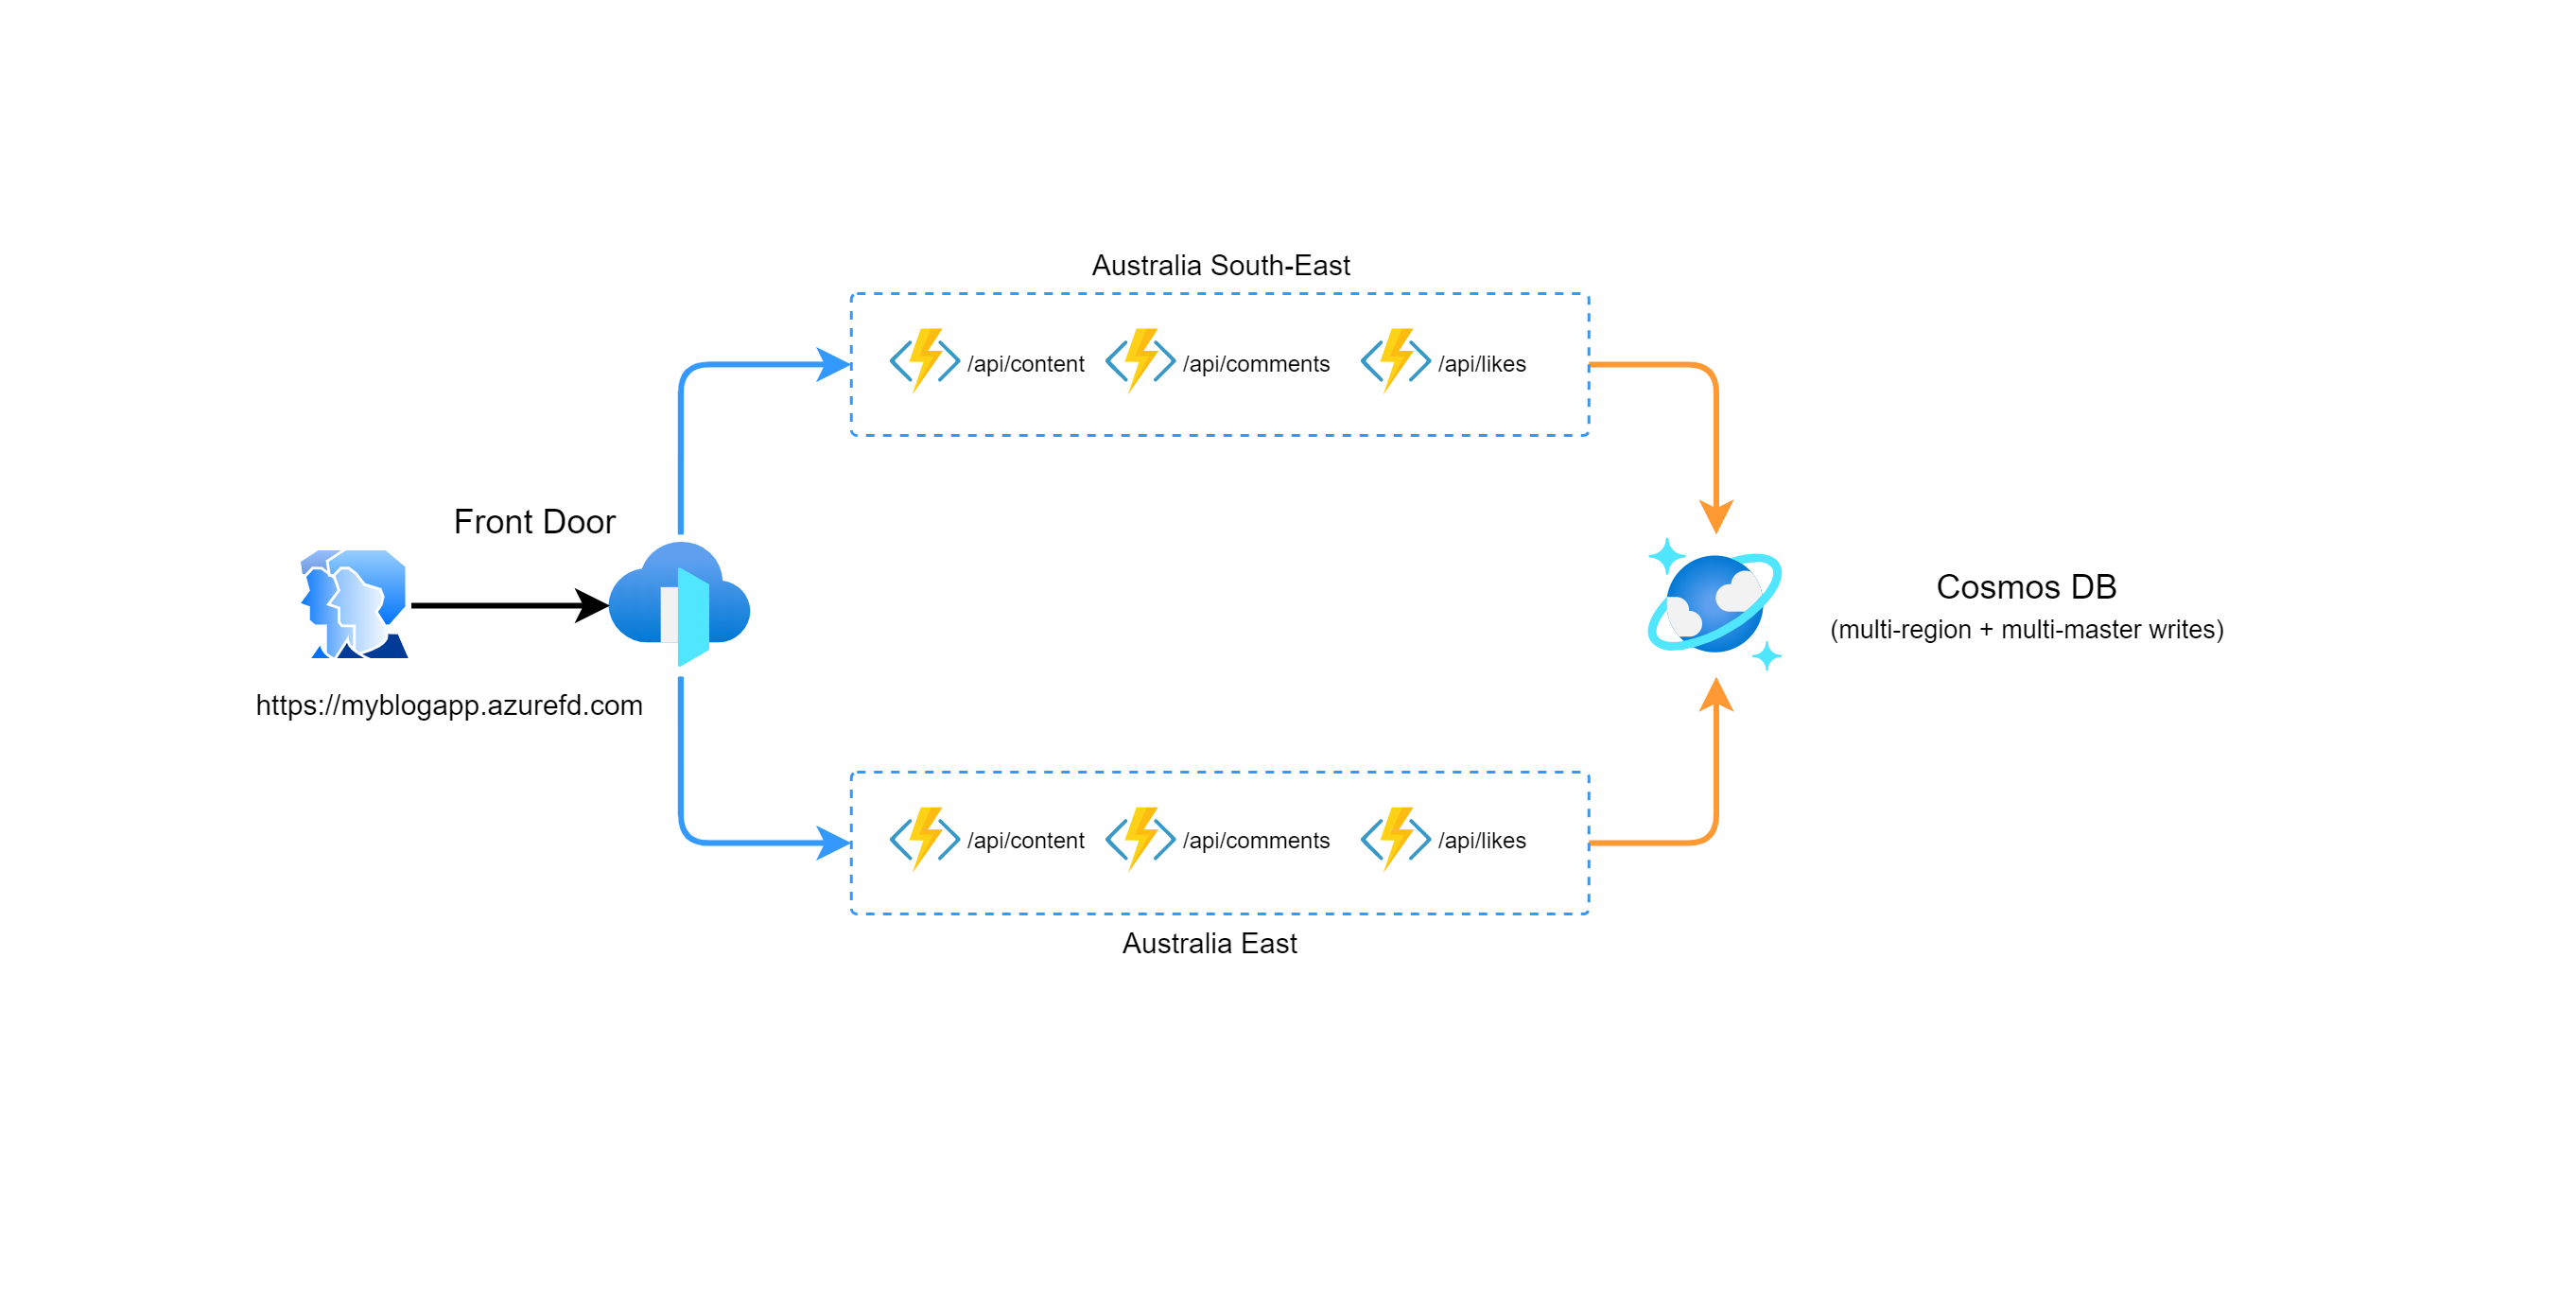 Australia South-East
/api/content
/api/comments
/api/likes
Front Door
https://myblogapp.azurefd.com
Cosmos DB
(multi-region + multi-master writes)
/api/content
/api/comments
/api/likes
Australia East